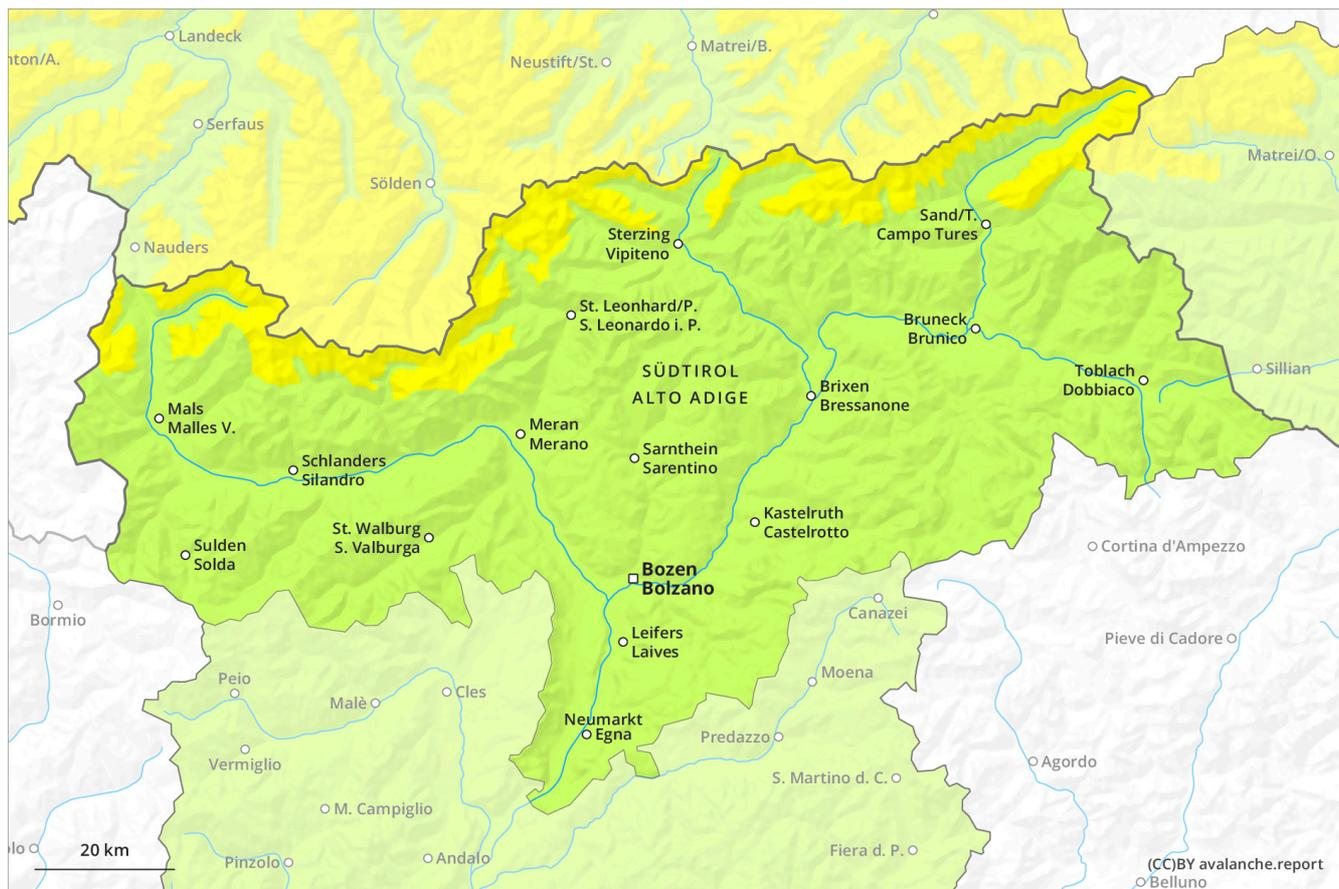 Landeck
Matrei/B.
nton/A.
Neustift/St.
Serfaus
Matrei/O.
Sölden
Sand/T.
Campo Tures
Nauders
Sterzing
Vipiteno
St. Leonhard/P.
S. Leonardo i. P.
Bruneck
Brunico
SÜDTIROL
ALTO ADIGE
Toblach
Dobbiaco
Sillian
Brixen
Bressanone
Mals
Malles V.
Meran
Merano
Sarnthein
Sarentino
Schlanders
Silandro
Kastelruth
Castelrotto
St. Walburg
S. Valburga
Sulden
Solda
Cortina d'Ampezzo
Bozen
Bolzano
Bormio
Canazei
Leifers
Laives
Pieve di Cadore
Peio
Moena
Malè
Cles
Neumarkt
Egna
Predazzo
Vermiglio
Agordo
S. Martino d. C.
M. Campiglio
20 km
lo
Pinzolo
Andalo
Fiera d. P.
(CC)BY avalanche.report
Belluno